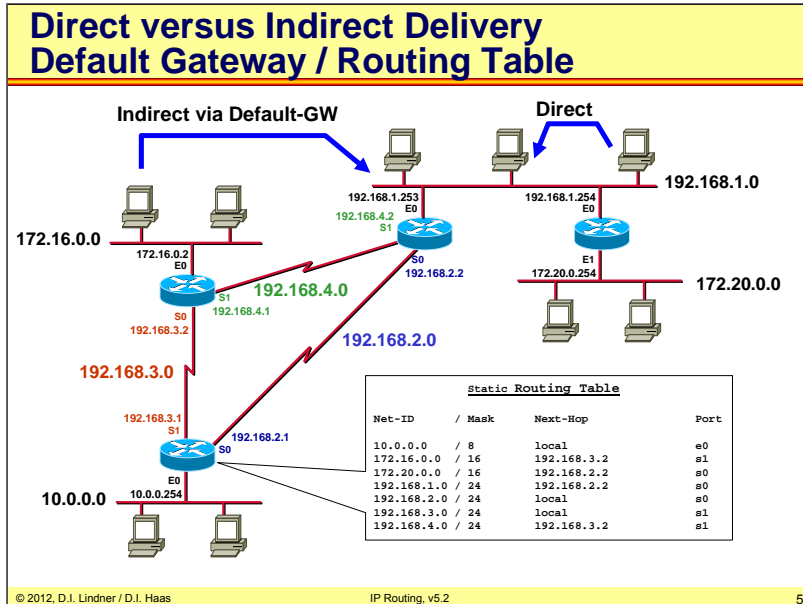 Direct versus Indirect Delivery
Default Gateway / Routing Table
Indirect via Default-GW
Direct
192.168.1.0
192.168.1.253
E0
192.168.1.254
E0
192.168.4.2
S1
172.16.0.0
172.16.0.2
E0
S0
192.168.2.2
E1
172.20.0.254
172.20.0.0
S1
192.168.4.1
192.168.4.0
S0
192.168.3.2
192.168.2.0
192.168.3.0
192.168.3.1
S1
192.168.2.1
S0
E0
10.0.0.254
10.0.0.0
Static Routing Table
Net-ID / Mask Next-Hop Port
10.0.0.0 / 8 local e0
172.16.0.0 / 16 192.168.3.2 s1
172.20.0.0 / 16 192.168.2.2 s0
192.168.1.0 / 24 192.168.2.2 s0
192.168.2.0 / 24 local s0
192.168.3.0 / 24 local s1
192.168.4.0 / 24 192.168.3.2 s1
© 2012, D.I. Lindner / D.I. Haas
IP Routing, v5.2
5